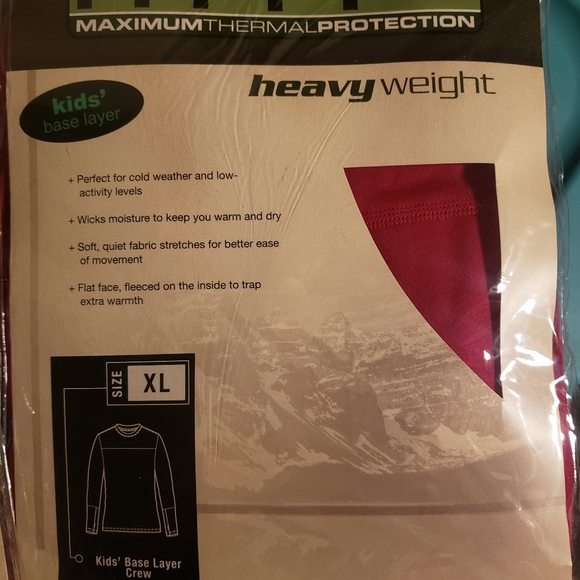 MAXIMUMTHERMALPROTECTION
heavyweight
kids'
base layer
+ Perfect for cold weather and low-
activity levels
+ Wicks moisture to keep you warm and dry
+ Soft, quiet fabric stretches for better ease
of movement
+ Flat face, fleeced on the inside to trap
extra warmth
SIZE XL
Kids' Base Layer
Crew